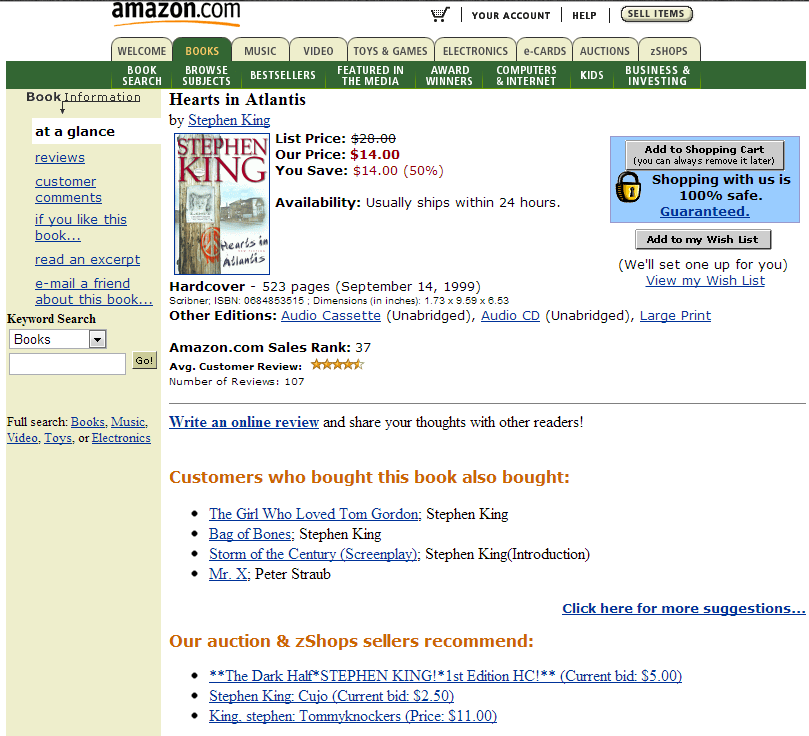 amazon.com
YOUR ACCOUNT | HELP | SELL ITEMS
WELCOME BOOKS MUSIC VIDEO TOYS & GAMES ELECTRONICS e-CARDS AUCTIONS zSHOPS
BOOK SEARCH BROWSE SUBJECTS BESTSELLERS FEATURED IN THE MEDIA AWARD WINNERS COMPUTERS & INTERNET KIDS BUSINESS & INVESTING
Book Information
at a glance
reviews
customer
comments
if you like this
book...
read an excerpt
e-mail a friend
about this book...
Keyword Search
Books
Go!
Full search: Books, Music,
Video, Toys, or Electronics
Hearts in Atlantis
by Stephen King
STEPHEN
KING
Hearts in
Atlantis
List Price: $28.00
Our Price: $14.00
You Save: $14.00 (50%)
Availability: Usually ships within 24 hours.
Add to Shopping Cart
(you can always remove it later)
Shopping with us is
100% safe.
Guaranteed.
Add to my Wish List
(We'll set one up for you)
View my Wish List
Hardcover - 523 pages (September 14, 1999)
Scribner; ISBN: 0684853515 ; Dimensions (in inches): 1.73 x 9.59 x 6.53
Other Editions: Audio Cassette (Unabridged), Audio CD (Unabridged), Large Print
Amazon.com Sales Rank: 37
Avg. Customer Review:
Number of Reviews: 107
Write an online review and share your thoughts with other readers!
Customers who bought this book also bought:
• The Girl Who Loved Tom Gordon; Stephen King
• Bag of Bones; Stephen King
• Storm of the Century (Screenplay); Stephen King(Introduction)
• Mr. X; Peter Straub
Click here for more suggestions...
Our auction & zShops sellers recommend:
• **The Dark Half*STEPHEN KING!*1st Edition HC!** (Current bid: $5.00)
• Stephen King: Cujo (Current bid: $2.50)
• King, stephen: Tommyknockers (Price: $11.00)